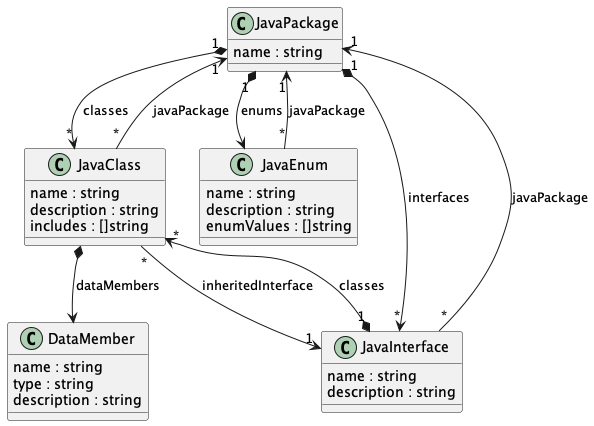 C JavaPackage
name : string
1
1
1
1
1
1
classes
javaPackage
enums
javaPackage
*
*
*
C JavaClass
name : string
description : string
includes : []string
C JavaEnum
name : string
description : string
enumValues : []string
interfaces
javaPackage
*
*
dataMembers
inheritedInterface
classes
1
*
*
1
C DataMember
name : string
type : string
description : string
C JavaInterface
name : string
description : string